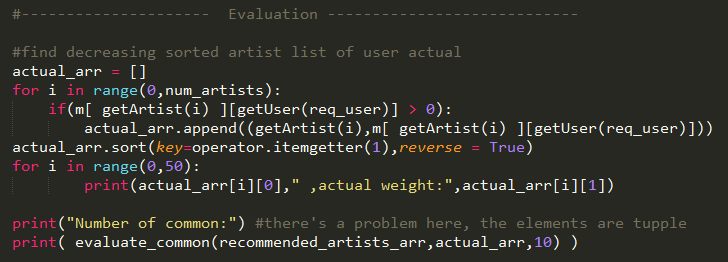 #--------------------- Evaluation ----------------------------
#find decreasing sorted artist list of user actual
actual_arr = []
for i in range(0,num_artists):
    if(m[ getArtist(i) ][getUser(req_user)] > 0):
        actual_arr.append((getArtist(i),m[ getArtist(i) ][getUser(req_user)]))
actual_arr.sort(key=operator.itemgetter(1),reverse = True)
for i in range(0,50):
        print(actual_arr[i][0]," ,actual weight:",actual_arr[i][1])
print("Number of common:") #there's a problem here, the elements are tupple
print( evaluate_common(recommended_artists_arr,actual_arr,10) )